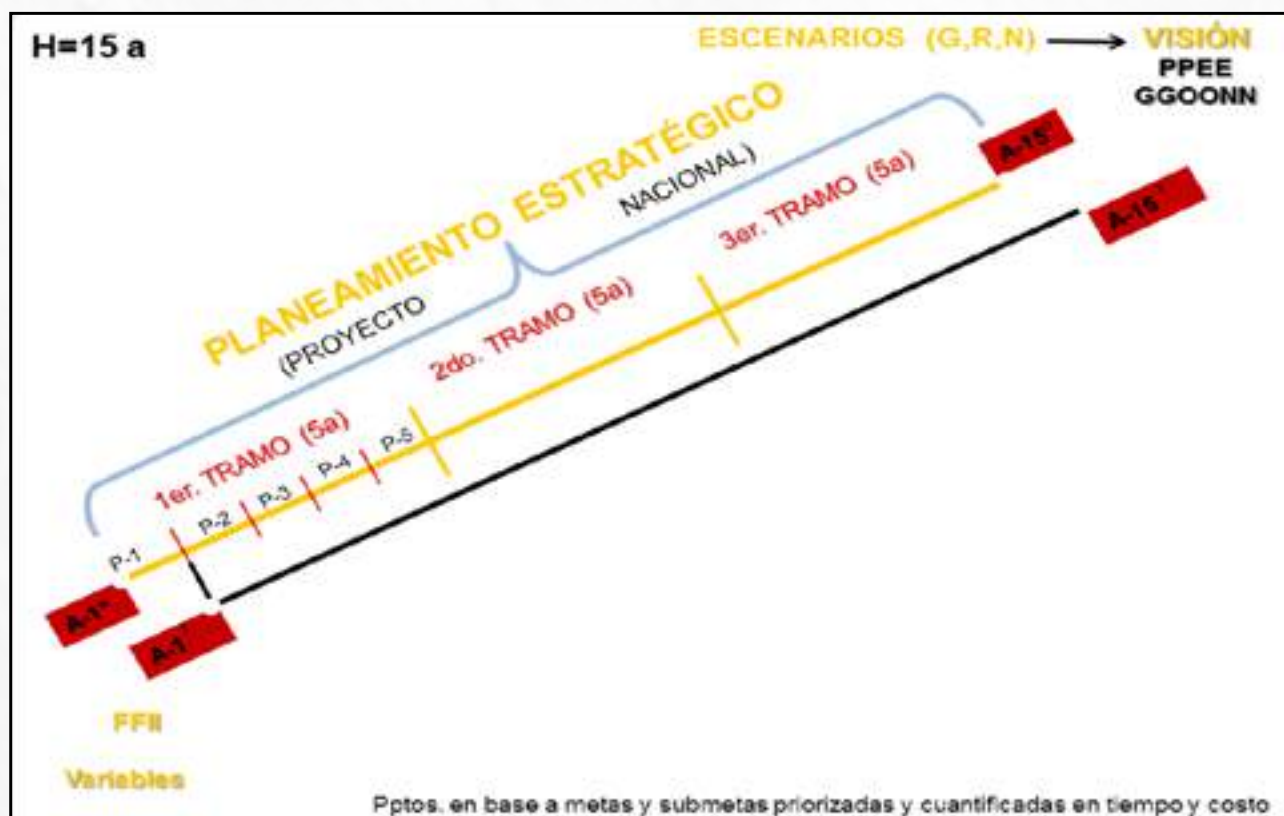 H=15 a
ESCENARIOS (G,R,N)
VISIÓN
PPEE
GGOONN
PLANEAMIENTO ESTRATÉGICO
(PROYECTO NACIONAL)
1er. TRAMO (5a)
2do. TRAMO (5a)
3er. TRAMO (5a)
P-1
P-2
P-3
P-4
P-5
A-1"
A-1'
A-15"
A-15'
FFII
Variables
Pptos. en base a metas y submetas priorizadas y cuantificadas en tiempo y costo